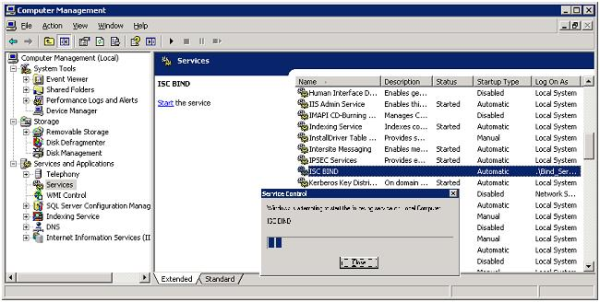 Computer Management
File Action View Window Help
Computer Management (Local)
System Tools
Event Viewer
Shared Folders
Performance Logs and Alerts
Device Manager
Storage
Removable Storage
Disk Defragmenter
Disk Management
Services and Applications
Telephony
Services
WMI Control
SQL Server Configuration Manag
Indexing Service
DNS
Internet Information Services (II
Services
ISC BIND
Start the service
Name Description Status Startup Type Log On As
Human Interface D... Enables ge... Disabled Local System
IIS Admin Service Enables thi... Started Automatic Local System
IMAPI CD-Burning ... Manages C... Disabled Local System
Indexing Service Indexes co... Started Automatic Local System
InstallDriver Table ... Provides s... Manual Local System
Intersite Messaging Enables me... Started Automatic Local System
IPSEC Services Provides e... Started Automatic Local System
ISC BIND Automatic .\Bind_Ser...
Kerberos Key Distri... On domain ... Started Automatic Local System
Disabled Network S...
Automatic Local System
Manual Local System
Automatic Local System
Automatic Local System
Manual Local System
Automatic Local System
Disabled Local System
Local System
Service Control
Windows is attempting to start the following service on Local Computer
ISC BIND
Close
Extended Standard